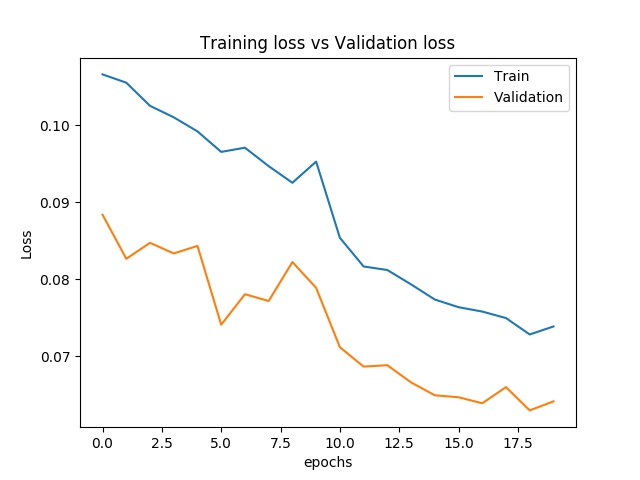 Training loss vs Validation loss
Train
Validation
0.10
0.09
0.08
0.07
Loss
0.0 2.5 5.0 7.5 10.0 12.5 15.0 17.5
epochs